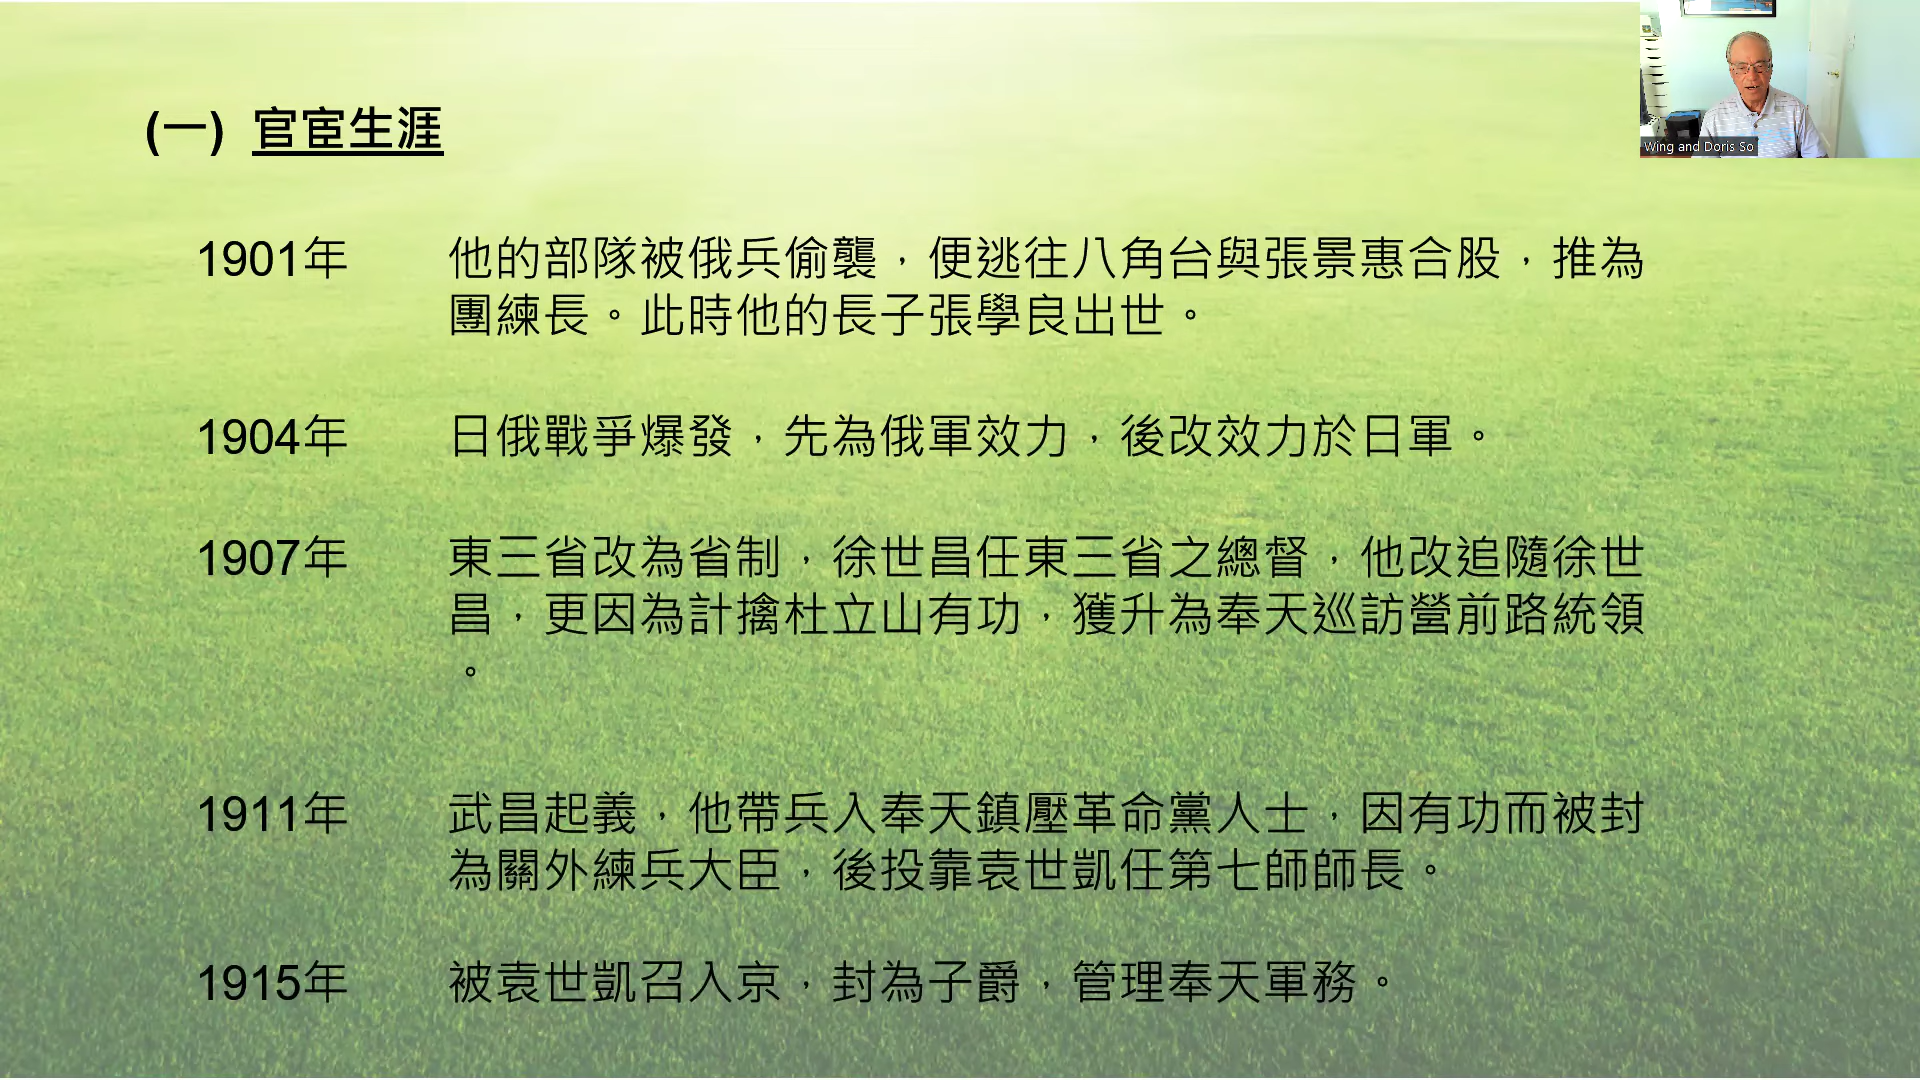 (一) 官宦生涯
Wing and Doris So
1901年 他的部隊被俄兵偷襲，便逃往八角台與張景惠合股，推為
團練長。此時他的長子張學良出世。
1904年 日俄戰爭爆發，先為俄軍效力，後改效力於日軍。
1907年 東三省改為省制，徐世昌任東三省之總督，他改追隨徐世
昌，更因為計擒杜立山有功，獲升為奉天巡訪營前路統領
。
1911年 武昌起義，他帶兵入奉天鎮壓革命黨人士，因有功而被封
為關外練兵大臣，後投靠袁世凱任第七師師長。
1915年 被袁世凱召入京，封為子爵，管理奉天軍務。